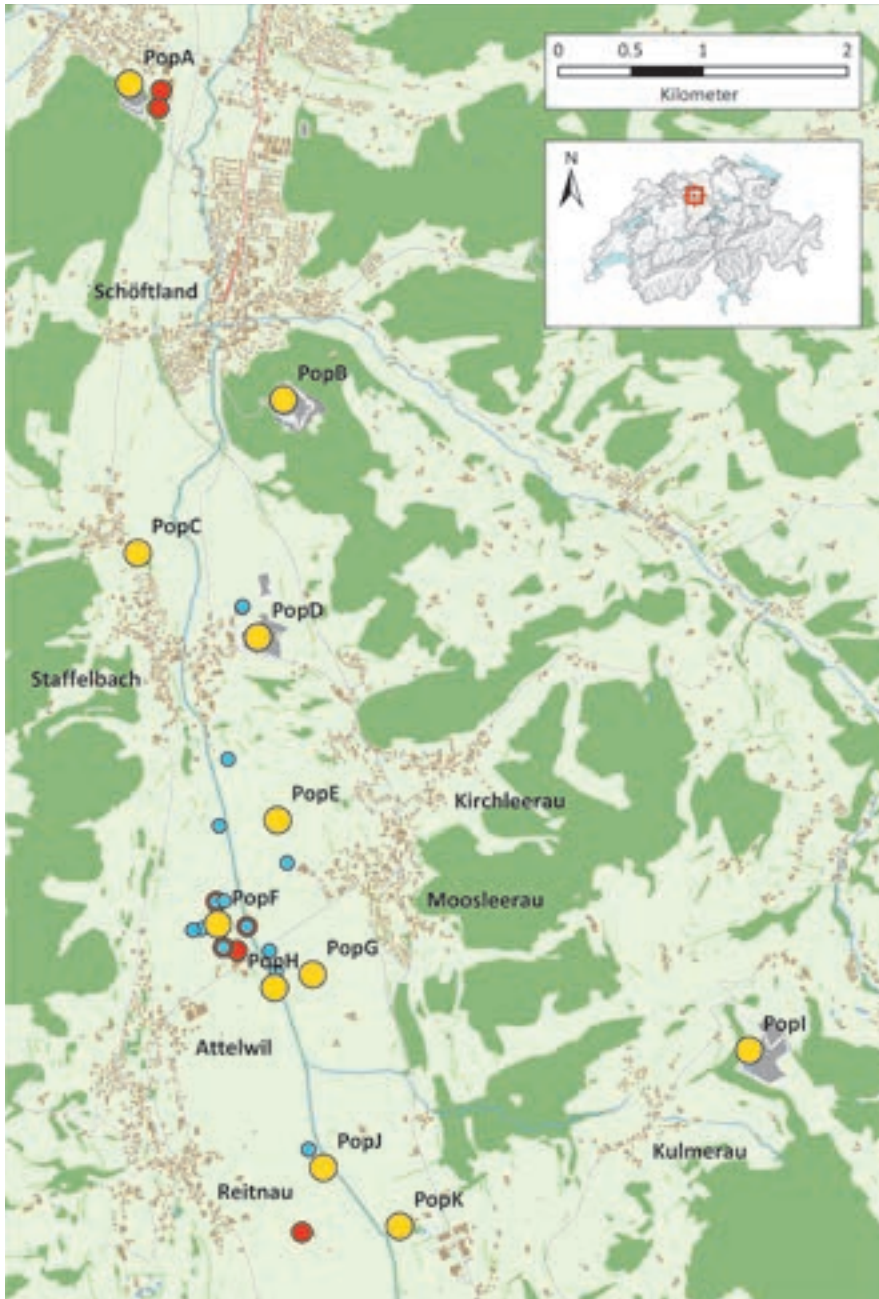 PopA
0 0.5 1 2
Kilometer
N
Schöftland
PopB
PopC
PopD
Staffelbach
PopE
Kirchleerau
PopF
Moosleerau
PopH
PopG
PopI
Attelwil
PopJ
Kulmerau
Reitnau
PopK